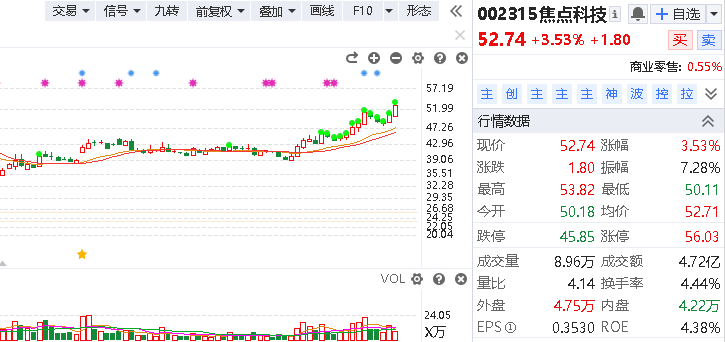 交易 信号 九转 前复权 叠加 画线 F10 形态
57.19
51.99
47.26
42.96
39.06
35.51
32.28
29.35
26.68
24.25
22.05
20.04
VOL
24.05
X万
002315焦点科技 自选
52.74 +3.53% +1.80 买 卖
商业零售: 0.55%
主 创 主 主 主 神 波 控 拉
行情数据
现价 52.74 涨幅 3.53%
涨跌 1.80 振幅 7.28%
最高 53.82 最低 50.11
今开 50.18 均价 52.71
跌停 45.85 涨停 56.03
成交量 8.96万 成交额 4.72亿
量比 4.14 换手率 4.44%
外盘 4.75万 内盘 4.22万
EPS 0.3530 ROE 4.38%